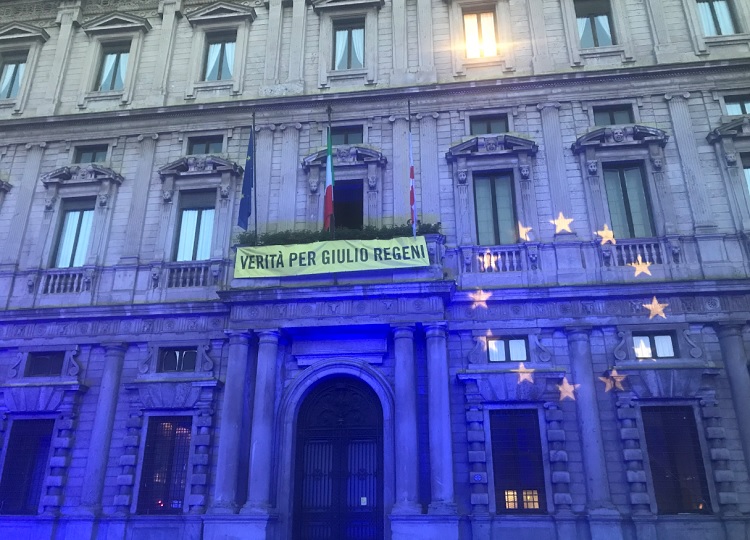 VERITÀ PER GIULIO REGENI